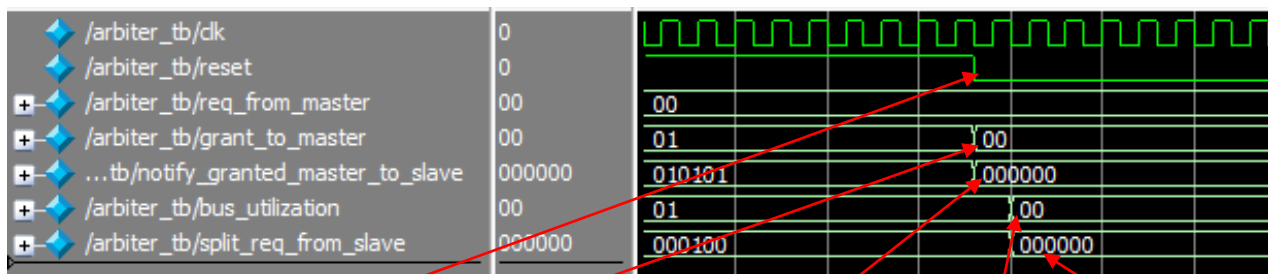 /arbiter_tb/clk 0
/arbiter_tb/reset 0
/arbiter_tb/req_from_master 00 00
/arbiter_tb/grant_to_master 00 01 00
...tb/notify_granted_master_to_slave 000000 010101 000000
/arbiter_tb/bus_utilization 00 01 00
/arbiter_tb/split_req_from_slave 000000 000100 000000